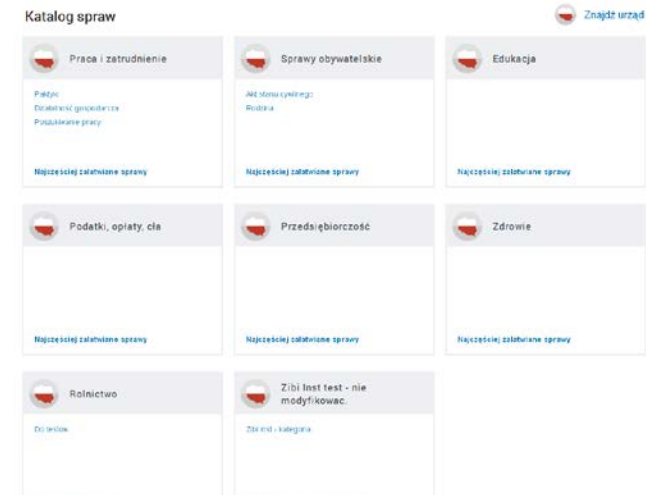 Katalog spraw
Znajdź urząd
Praca i zatrudnienie
Sprawy obywatelskie
Edukacja
Działalność gospodarcza
Poszukiwanie pracy
Akt stanu cywilnego
Rodzina
Najczęściej załatwiane sprawy
Najczęściej załatwiane sprawy
Najczęściej załatwiane sprawy
Podatki, opłaty, cła
Przedsiębiorczość
Zdrowie
Najczęściej załatwiane sprawy
Najczęściej załatwiane sprawy
Najczęściej załatwiane sprawy
Rolnictwo
Zibi Inst test - nie
modyfikowac.
Do testów
Zibi inst - kategoria